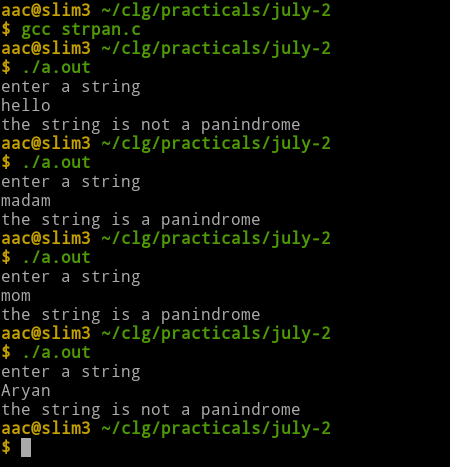 aac@slim3 ~/clg/practicals/july-2
$ gcc strpan.c
aac@slim3 ~/clg/practicals/july-2
$ ./a.out
enter a string
hello
the string is not a panindrome
aac@slim3 ~/clg/practicals/july-2
$ ./a.out
enter a string
madam
the string is a panindrome
aac@slim3 ~/clg/practicals/july-2
$ ./a.out
enter a string
mom
the string is a panindrome
aac@slim3 ~/clg/practicals/july-2
$ ./a.out
enter a string
Aryan
the string is not a panindrome
aac@slim3 ~/clg/practicals/july-2
$